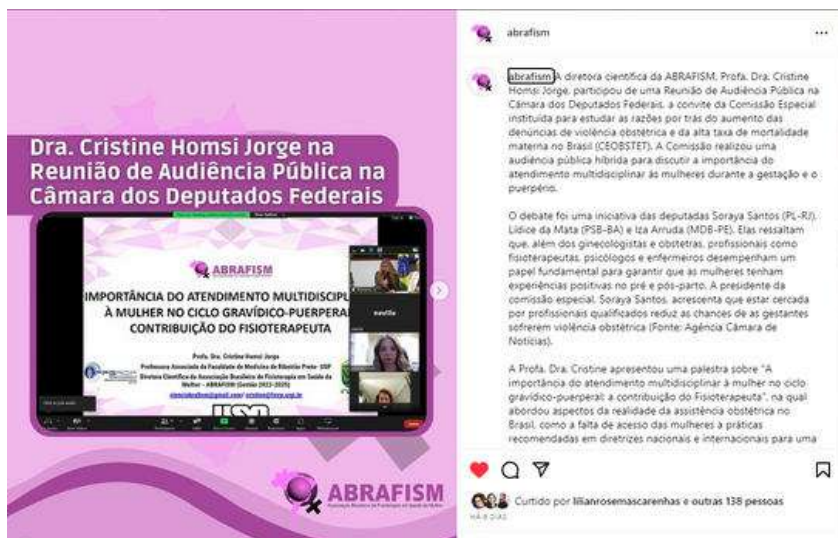 Dra. Cristine Homsi Jorge na
Reunião de Audiência Pública na
Câmara dos Deputados Federais
ABRAFISM
IMPORTÂNCIA DO ATENDIMENTO MULTIDISCIPL
À MULHER NO CICLO GRAVÍDICO-PUERPERA
CONTRIBUIÇÃO DO FISIOTERAPEUTA
Profa. Dra. Cristine Homsi Jorge
Professora Associada da Faculdade de Medicina de Ribeirão Preto- USP
Diretora Científica da Associação Brasileira de Fisioterapia em Saúde da
Mulher - ABRAFISM (Gestão 2022-2025)
ABRAFISM
Associação Brasileira de Fisioterapia em Saúde da Mulher
abrafism
abrafism A diretora científica da ABRAFISM, Profa. Dra. Cristine
Homsi Jorge, participou de uma Reunião de Audiência Pública na
Câmara dos Deputados Federais, a convite da Comissão Especial
instituída para estudar as razões por trás do aumento das
denúncias de violência obstétrica e da alta taxa de mortalidade
materna no Brasil (CEOBSTET). A Comissão realizou uma
audiência pública híbrida para discutir a importância do
atendimento multidisciplinar às mulheres durante a gestação e o
puerpério.
O debate foi uma iniciativa das deputadas Soraya Santos (PL-RJ),
Lídice da Mata (PSB-BA) e Iza Arruda (MDB-PE). Elas ressaltam
que, além dos ginecologistas e obstetras, profissionais como
fisioterapeutas, psicólogos e enfermeiros desempenham um
papel fundamental para garantir que as mulheres tenham
experiências positivas no pré e pós-parto. A presidente da
comissão especial, Soraya Santos, acrescenta que estar cercada
por profissionais qualificados reduz as chances de as gestantes
sofrerem violência obstétrica (Fonte: Agência Câmara de
Notícias).
A Profa. Dra. Cristine apresentou uma palestra sobre "A
importância do atendimento multidisciplinar à mulher no ciclo
gravídico-puerperal: a contribuição do Fisioterapeuta", na qual
abordou aspectos da realidade da assistência obstétrica no
Brasil, como a falta de acesso das mulheres a práticas
recomendadas em diretrizes nacionais e internacionais para uma
Curtido por lilianrosemascarenhas e outras 138 pessoas
HÁ 6 DIAS